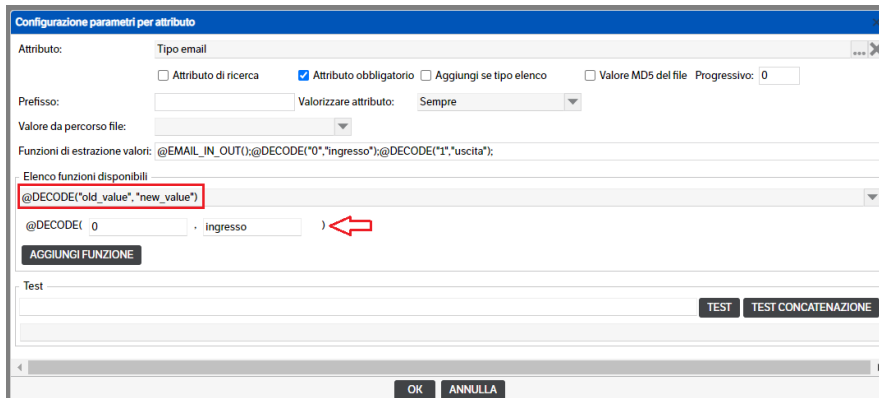 Configurazione parametri per attributo
Attributo: Tipo email ...
Attributo di ricerca Attributo obbligatorio Aggiungi se tipo elenco Valore MD5 del file Progressivo: 0
Prefisso: Valorizzare attributo: Sempre
Valore da percorso file:
Funzioni di estrazione valori: @EMAIL_IN_OUT();@DECODE("0","ingresso");@DECODE("1","uscita");
Elenco funzioni disponibili
@DECODE("old_value", "new_value")
@DECODE( 0 , ingresso )
AGGIUNGI FUNZIONE
Test
TEST TEST CONCATENAZIONE
OK ANNULLA